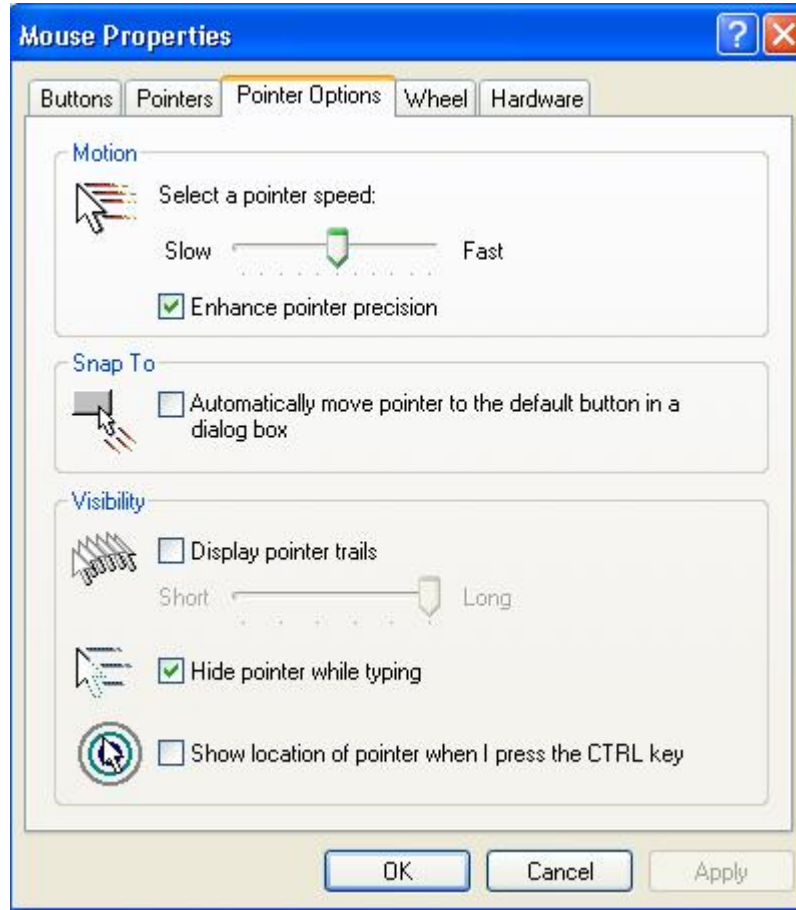 Mouse Properties
?
Buttons Pointers Pointer Options Wheel Hardware
Motion
Select a pointer speed:
Slow Fast
Enhance pointer precision
Snap To
Automatically move pointer to the default button in a
dialog box
Visibility
Display pointer trails
Short Long
Hide pointer while typing
Show location of pointer when I press the CTRL key
OK Cancel Apply